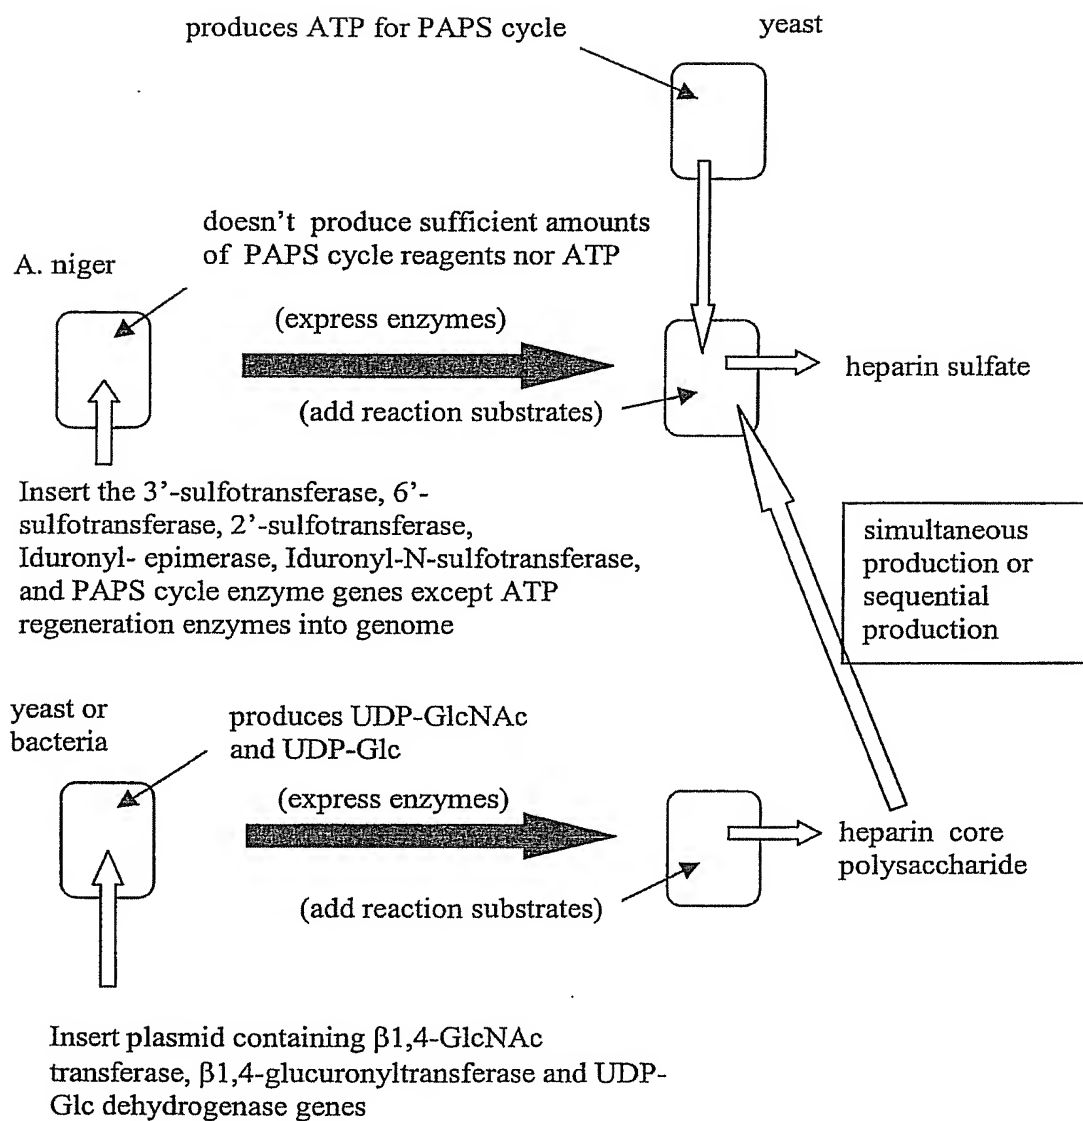 produces ATP for PAPS cycle
yeast
doesn't produce sufficient amounts
of PAPS cycle reagents nor ATP
A. niger
(express enzymes)
(add reaction substrates)
heparin sulfate
Insert the 3'-sulfotransferase, 6'-
sulfotransferase, 2'-sulfotransferase,
Iduronyl- epimerase, Iduronyl-N-sulfotransferase,
and PAPS cycle enzyme genes except ATP
regeneration enzymes into genome
simultaneous
production or
sequential
production
yeast or
bacteria
produces UDP-GlcNAc
and UDP-Glc
(express enzymes)
(add reaction substrates)
heparin core
polysaccharide
Insert plasmid containing β1,4-GlcNAc
transferase, β1,4-glucuronyltransferase and UDP-
Glc dehydrogenase genes